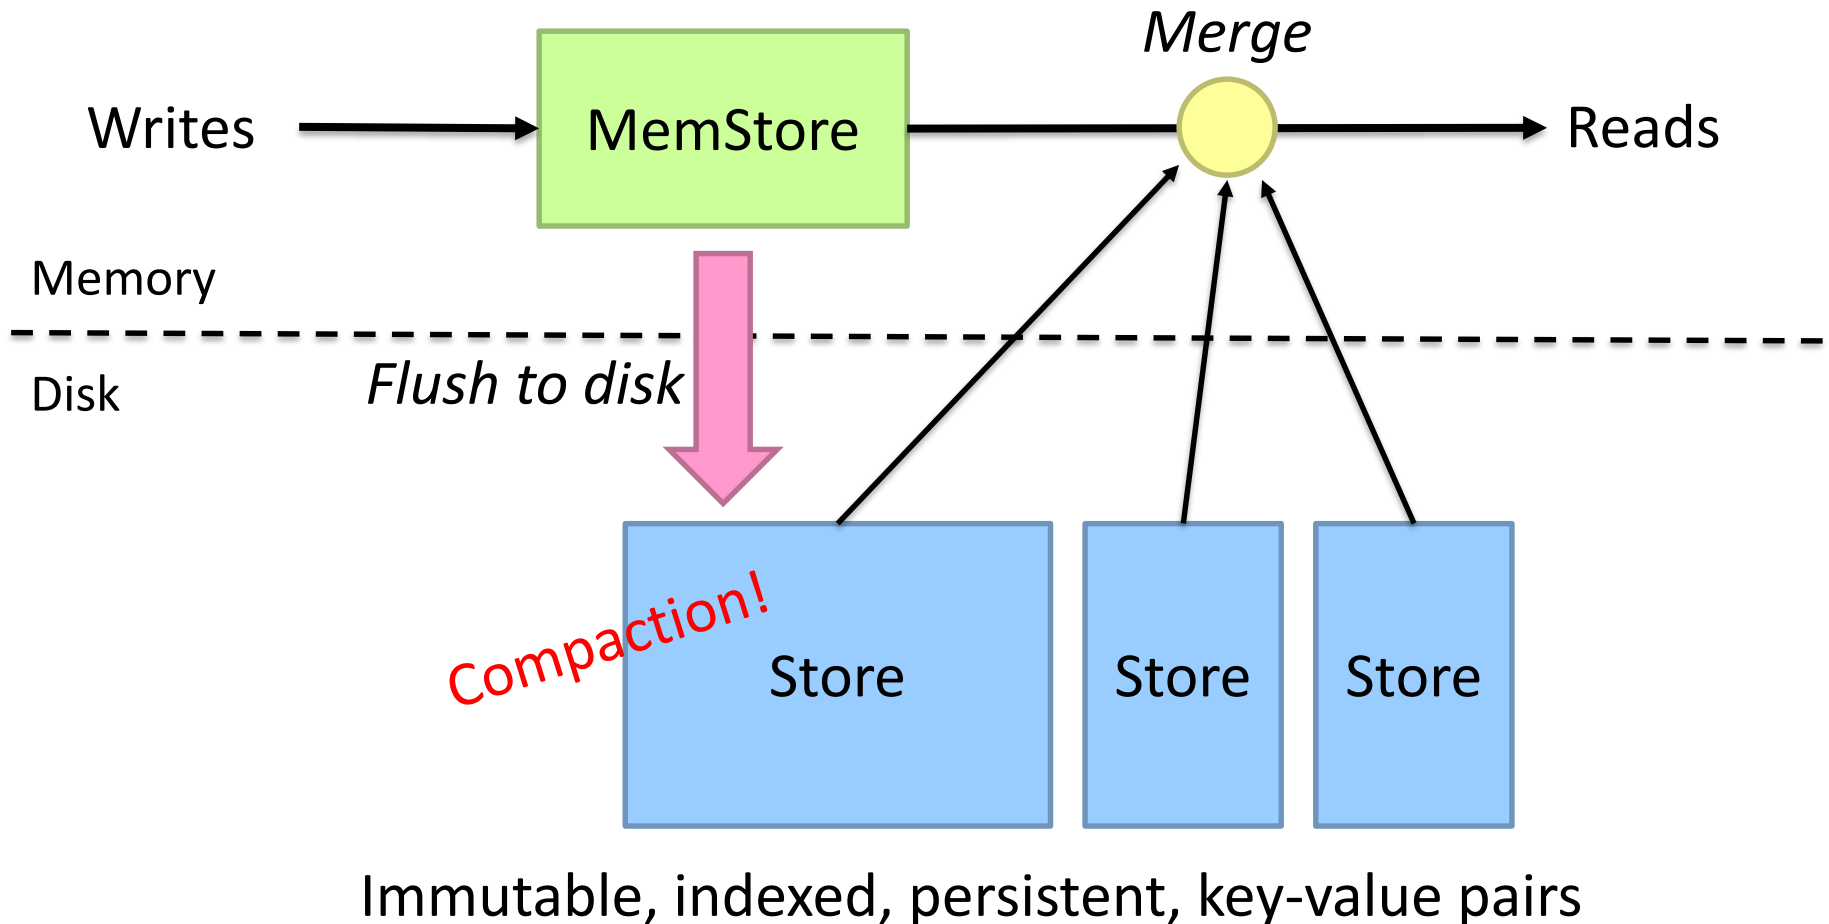 Merge
Writes
MemStore
Reads
Memory
Flush to disk
Disk
Compaction!
Store
Store
Store
Immutable, indexed, persistent, key-value pairs